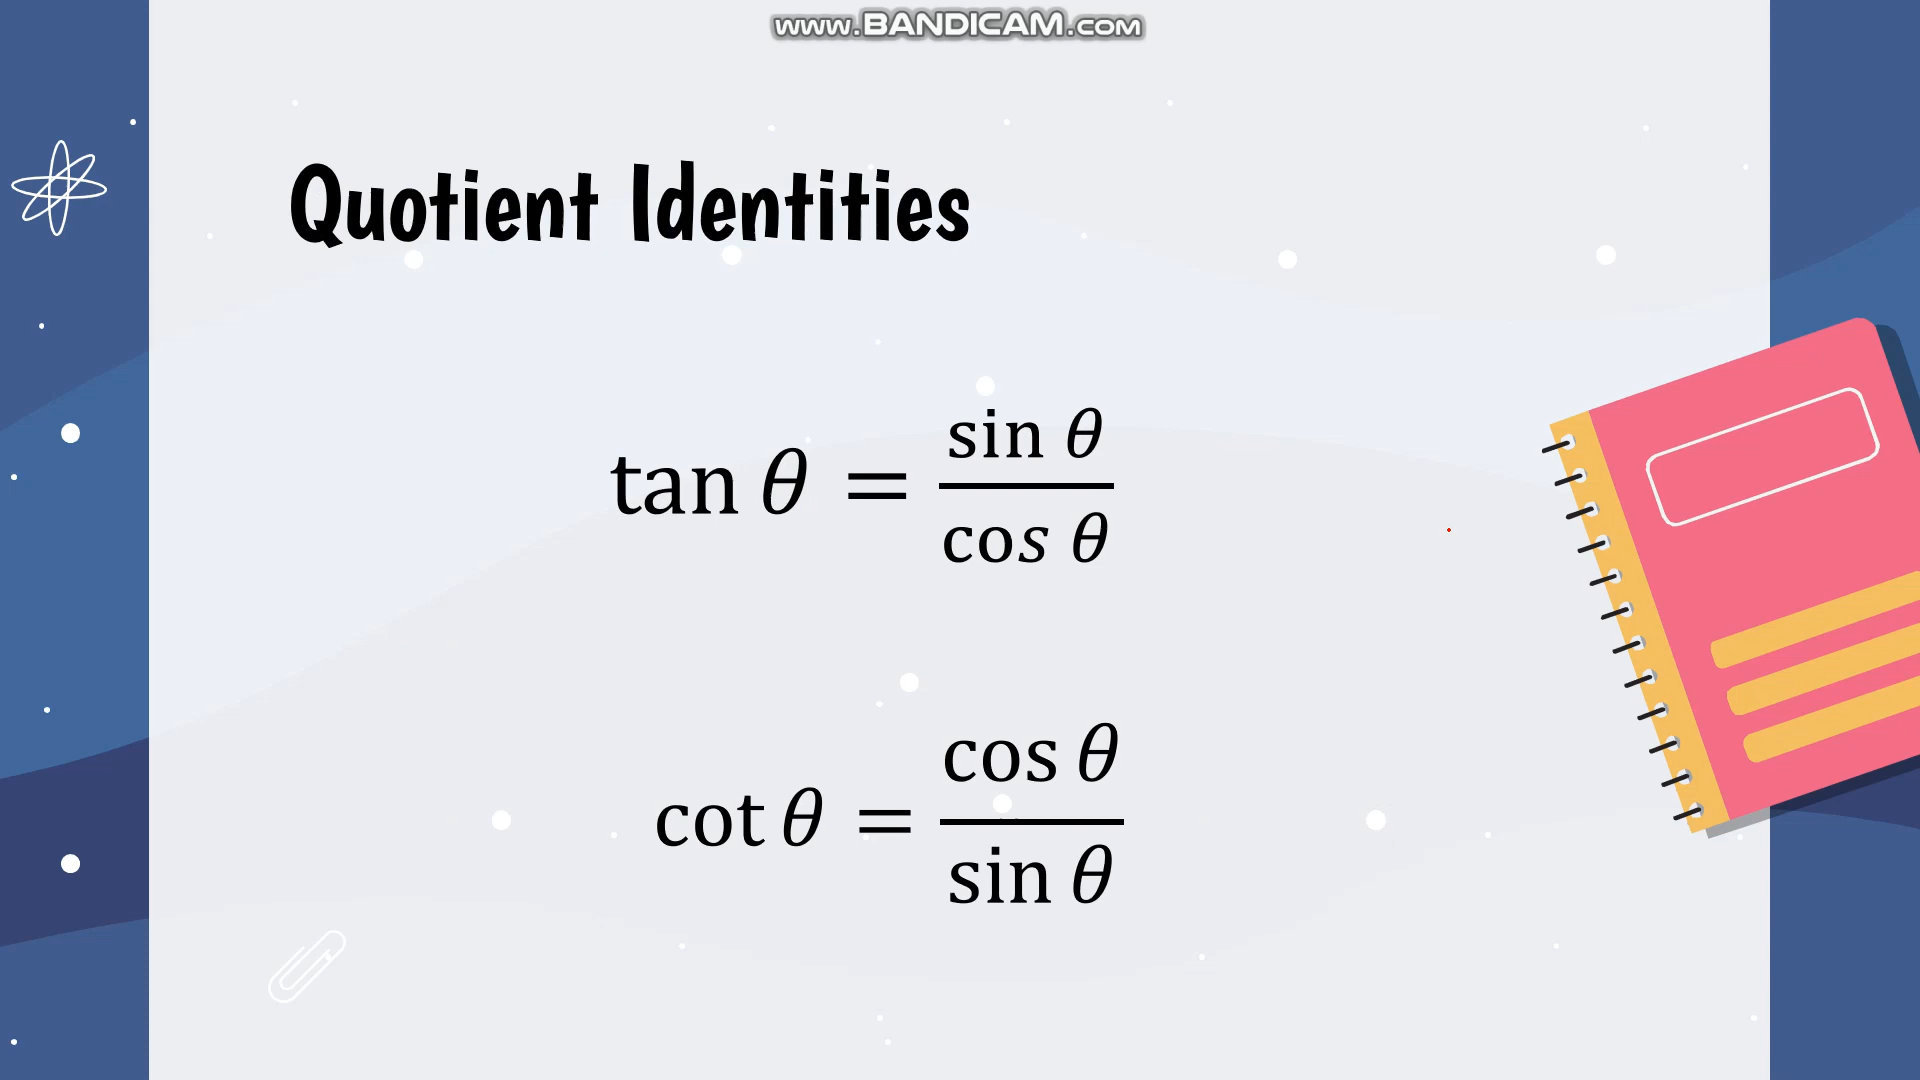 www.BANDICAM.com
Quotient Identities
tan θ = sin θ / cos θ
cot θ = cos θ / sin θ